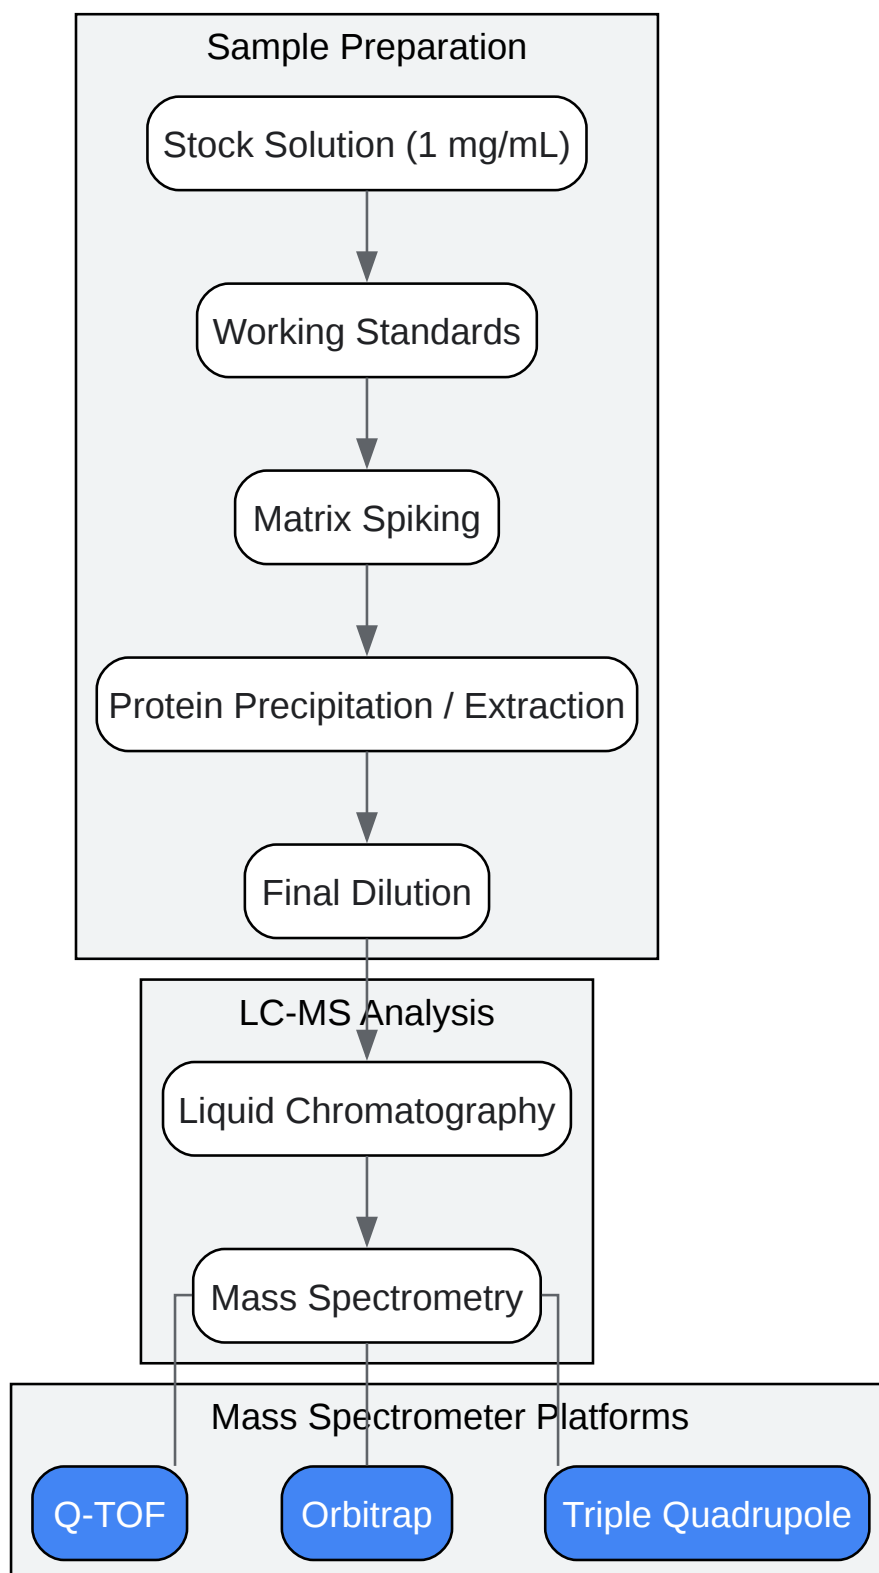 Sample Preparation
Stock Solution (1 mg/mL)
Working Standards
Matrix Spiking
Protein Precipitation / Extraction
Final Dilution
LC-MS Analysis
Liquid Chromatography
Mass Spectrometry
Mass Spectrometer Platforms
Q-TOF
Orbitrap
Triple Quadrupole